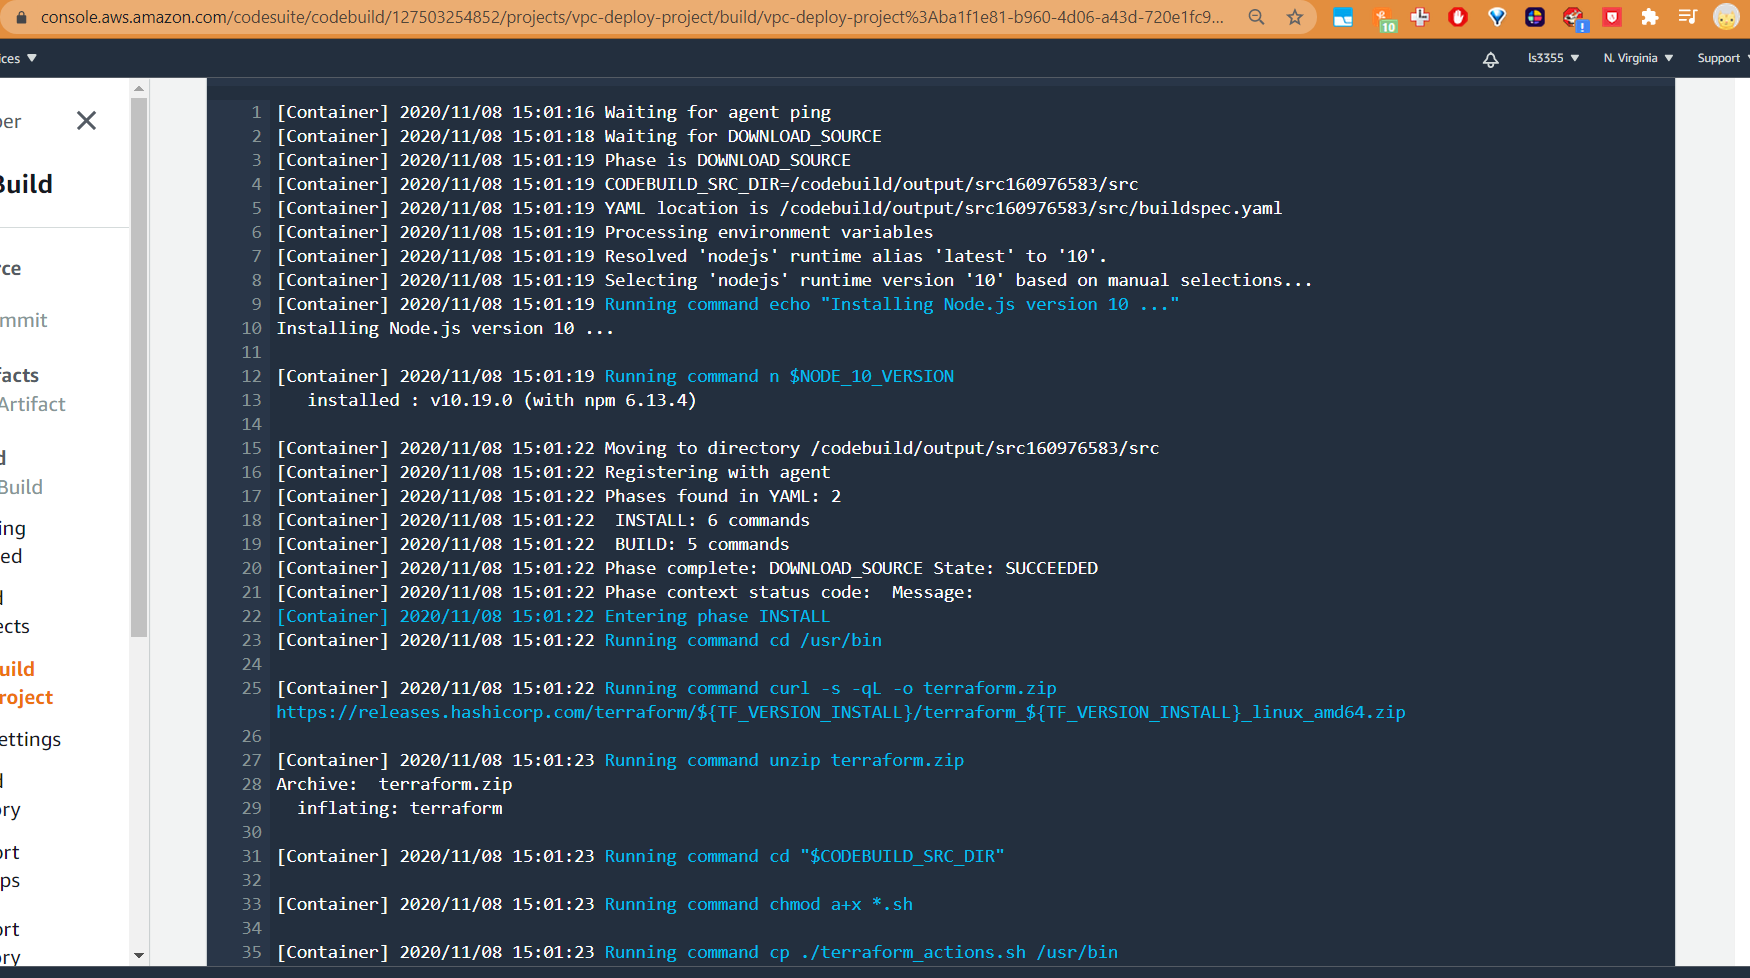 console.aws.amazon.com/codesuite/codebuild/127503254852/projects/vpc-deploy-project/build/vpc-deploy-project%3Aba1f1e81-b960-4d06-a43d-720e1fc9...
10
ces ▼
ls3355 ▼
N. Virginia ▼
Support
per
Build
rce
mmit
facts
Artifact
d
Build
ing
ed
d
ects
uild
roject
ettings
d
ory
ort
ps
ort
ry
1 [Container] 2020/11/08 15:01:16 Waiting for agent ping
2 [Container] 2020/11/08 15:01:18 Waiting for DOWNLOAD_SOURCE
3 [Container] 2020/11/08 15:01:19 Phase is DOWNLOAD_SOURCE
4 [Container] 2020/11/08 15:01:19 CODEBUILD_SRC_DIR=/codebuild/output/src160976583/src
5 [Container] 2020/11/08 15:01:19 YAML location is /codebuild/output/src160976583/src/buildspec.yaml
6 [Container] 2020/11/08 15:01:19 Processing environment variables
7 [Container] 2020/11/08 15:01:19 Resolved 'nodejs' runtime alias 'latest' to '10'.
8 [Container] 2020/11/08 15:01:19 Selecting 'nodejs' runtime version '10' based on manual selections...
9 [Container] 2020/11/08 15:01:19 Running command echo "Installing Node.js version 10 ..."
10 Installing Node.js version 10 ...
11
12 [Container] 2020/11/08 15:01:19 Running command n $NODE_10_VERSION
13 installed : v10.19.0 (with npm 6.13.4)
14
15 [Container] 2020/11/08 15:01:22 Moving to directory /codebuild/output/src160976583/src
16 [Container] 2020/11/08 15:01:22 Registering with agent
17 [Container] 2020/11/08 15:01:22 Phases found in YAML: 2
18 [Container] 2020/11/08 15:01:22  INSTALL: 6 commands
19 [Container] 2020/11/08 15:01:22  BUILD: 5 commands
20 [Container] 2020/11/08 15:01:22 Phase complete: DOWNLOAD_SOURCE State: SUCCEEDED
21 [Container] 2020/11/08 15:01:22 Phase context status code:  Message:
22 [Container] 2020/11/08 15:01:22 Entering phase INSTALL
23 [Container] 2020/11/08 15:01:22 Running command cd /usr/bin
24
25 [Container] 2020/11/08 15:01:22 Running command curl -s -qL -o terraform.zip
https://releases.hashicorp.com/terraform/${TF_VERSION_INSTALL}/terraform_${TF_VERSION_INSTALL}_linux_amd64.zip
26
27 [Container] 2020/11/08 15:01:23 Running command unzip terraform.zip
28 Archive:  terraform.zip
29 inflating: terraform
30
31 [Container] 2020/11/08 15:01:23 Running command cd "$CODEBUILD_SRC_DIR"
32
33 [Container] 2020/11/08 15:01:23 Running command chmod a+x *.sh
34
35 [Container] 2020/11/08 15:01:23 Running command cp ./terraform_actions.sh /usr/bin